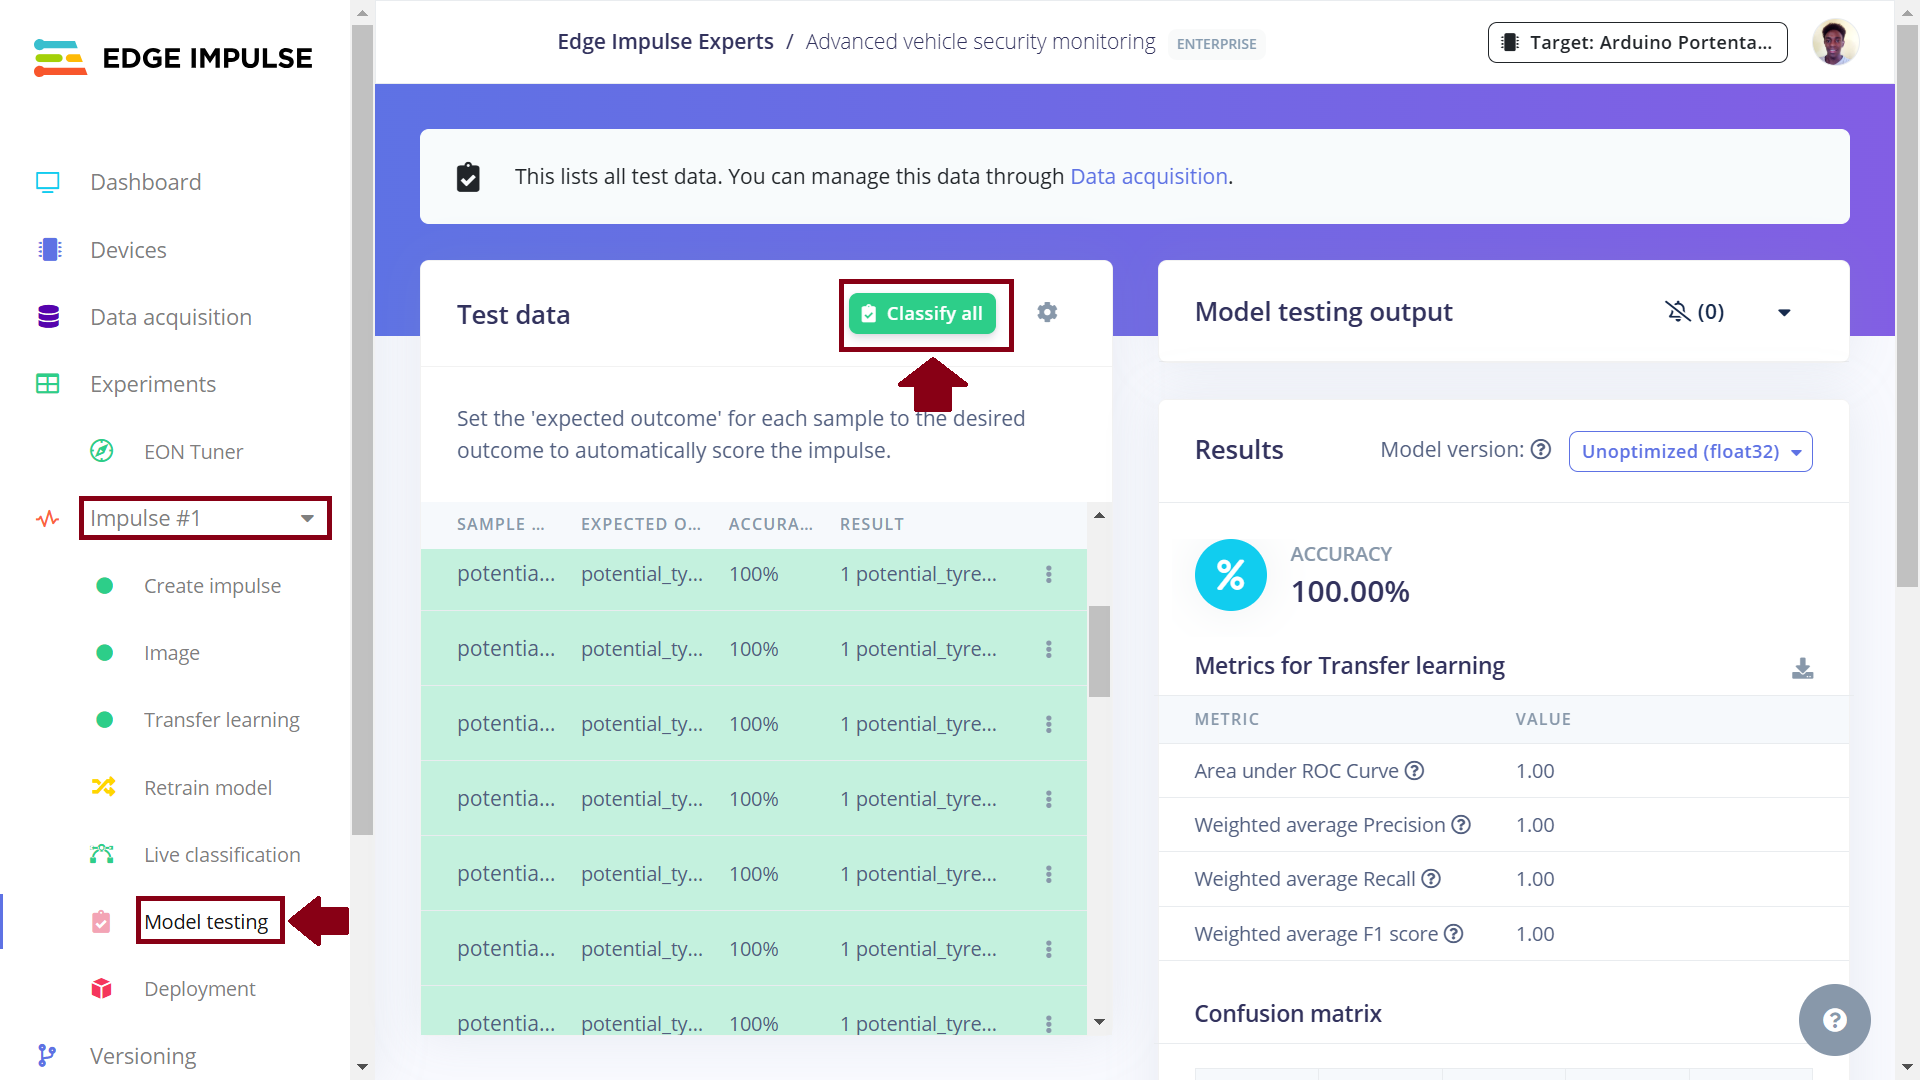 EDGE IMPULSE
Edge Impulse Experts / Advanced vehicle security monitoring ENTERPRISE
Target: Arduino Portenta...
Dashboard
Devices
Data acquisition
Experiments
EON Tuner
Impulse #1
Create impulse
Image
Transfer learning
Retrain model
Live classification
Model testing
Deployment
Versioning
This lists all test data. You can manage this data through Data acquisition.
Test data
Classify all
Set the 'expected outcome' for each sample to the desired
outcome to automatically score the impulse.
SAMPLE ... EXPECTED O... ACCURA... RESULT
potentia... potential_ty... 100% 1 potential_tyre...
potentia... potential_ty... 100% 1 potential_tyre...
potentia... potential_ty... 100% 1 potential_tyre...
potentia... potential_ty... 100% 1 potential_tyre...
potentia... potential_ty... 100% 1 potential_tyre...
potentia... potential_ty... 100% 1 potential_tyre...
potentia... potential_ty... 100% 1 potential_tyre...
Model testing output
(0)
Results
Model version: ?
Unoptimized (float32)
%
ACCURACY
100.00%
Metrics for Transfer learning
METRIC VALUE
Area under ROC Curve ? 1.00
Weighted average Precision ? 1.00
Weighted average Recall ? 1.00
Weighted average F1 score ? 1.00
Confusion matrix
?